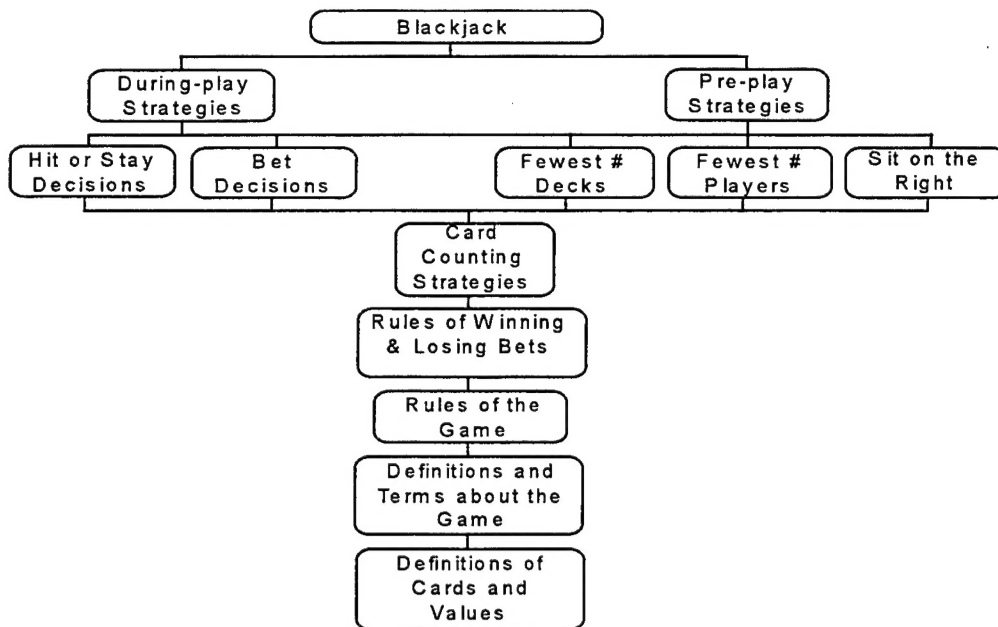 Blackjack
During-play
Strategies
Pre-play
Strategies
Hit or Stay
Decisions
Bet
Decisions
Fewest #
Decks
Fewest #
Players
Sit on the
Right
Card
Counting
Strategies
Rules of Winning
& Losing Bets
Rules of the
Game
Definitions and
Terms about the
Game
Definitions of
Cards and
Values